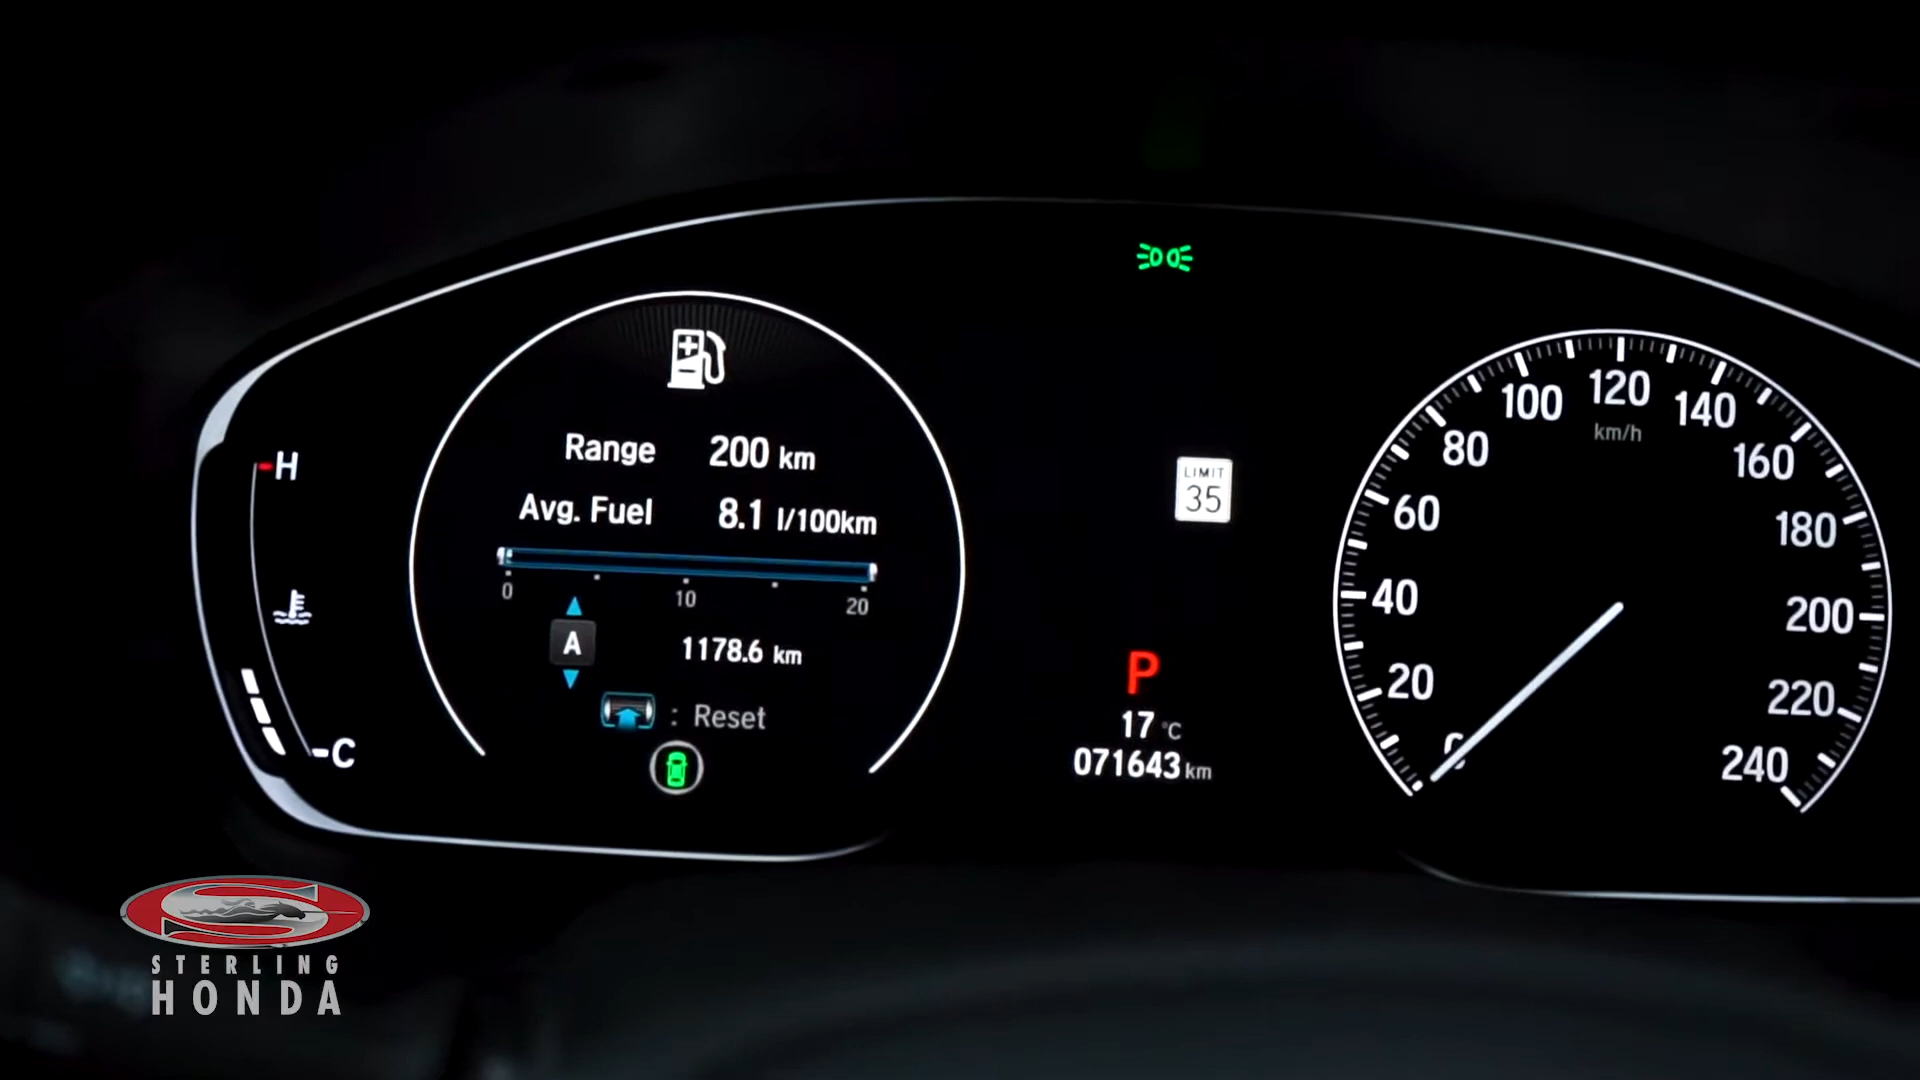 H
C
Range 200 km
Avg. Fuel 8.1 l/100km
0 10 20
A 1178.6 km
: Reset
LIMIT
35
P
17 °C
071643 km
0 20 40 60 80 100 120 140 160 180 200 220 240
km/h
S
STERLING
HONDA